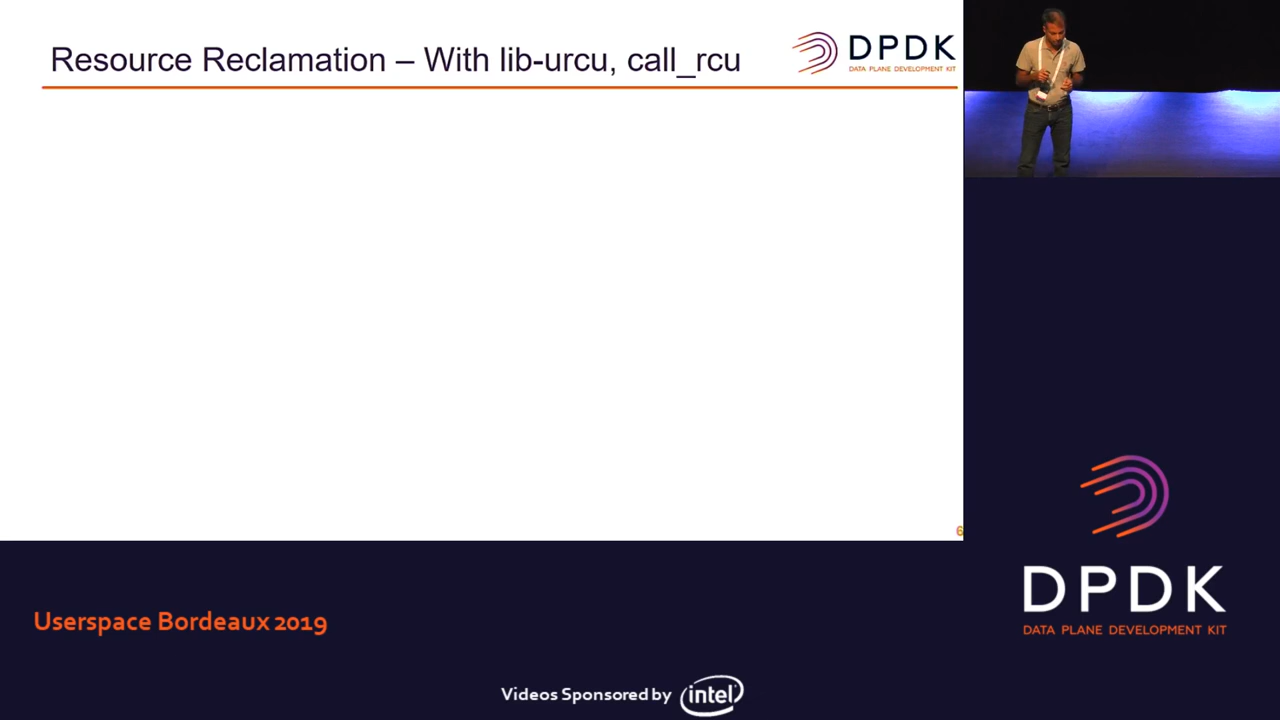 Resource Reclamation – With lib-urcu, call_rcu
DPDK
DATA PLANE DEVELOPMENT KIT
6
DPDK
DATA PLANE DEVELOPMENT KIT
Userspace Bordeaux 2019
Videos Sponsored by intel